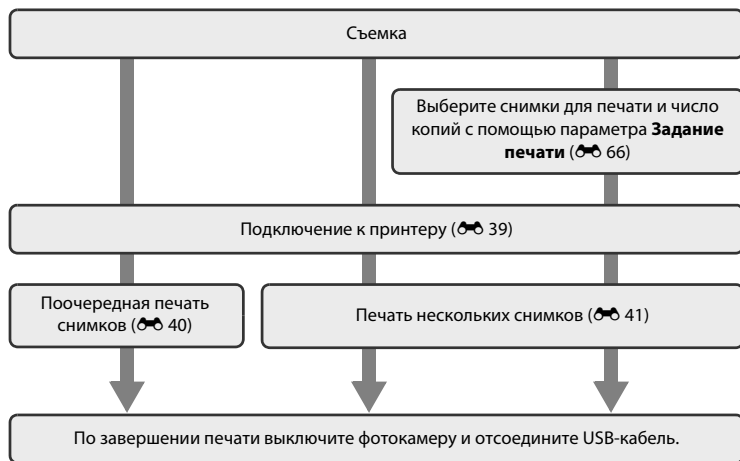 Съемка
Выберите снимки для печати и число
копий с помощью параметра Задание
печати (66)
Подключение к принтеру (39)
Поочередная печать
снимков (40)
Печать нескольких снимков (41)
По завершении печати выключите фотокамеру и отсоедините USB-кабель.